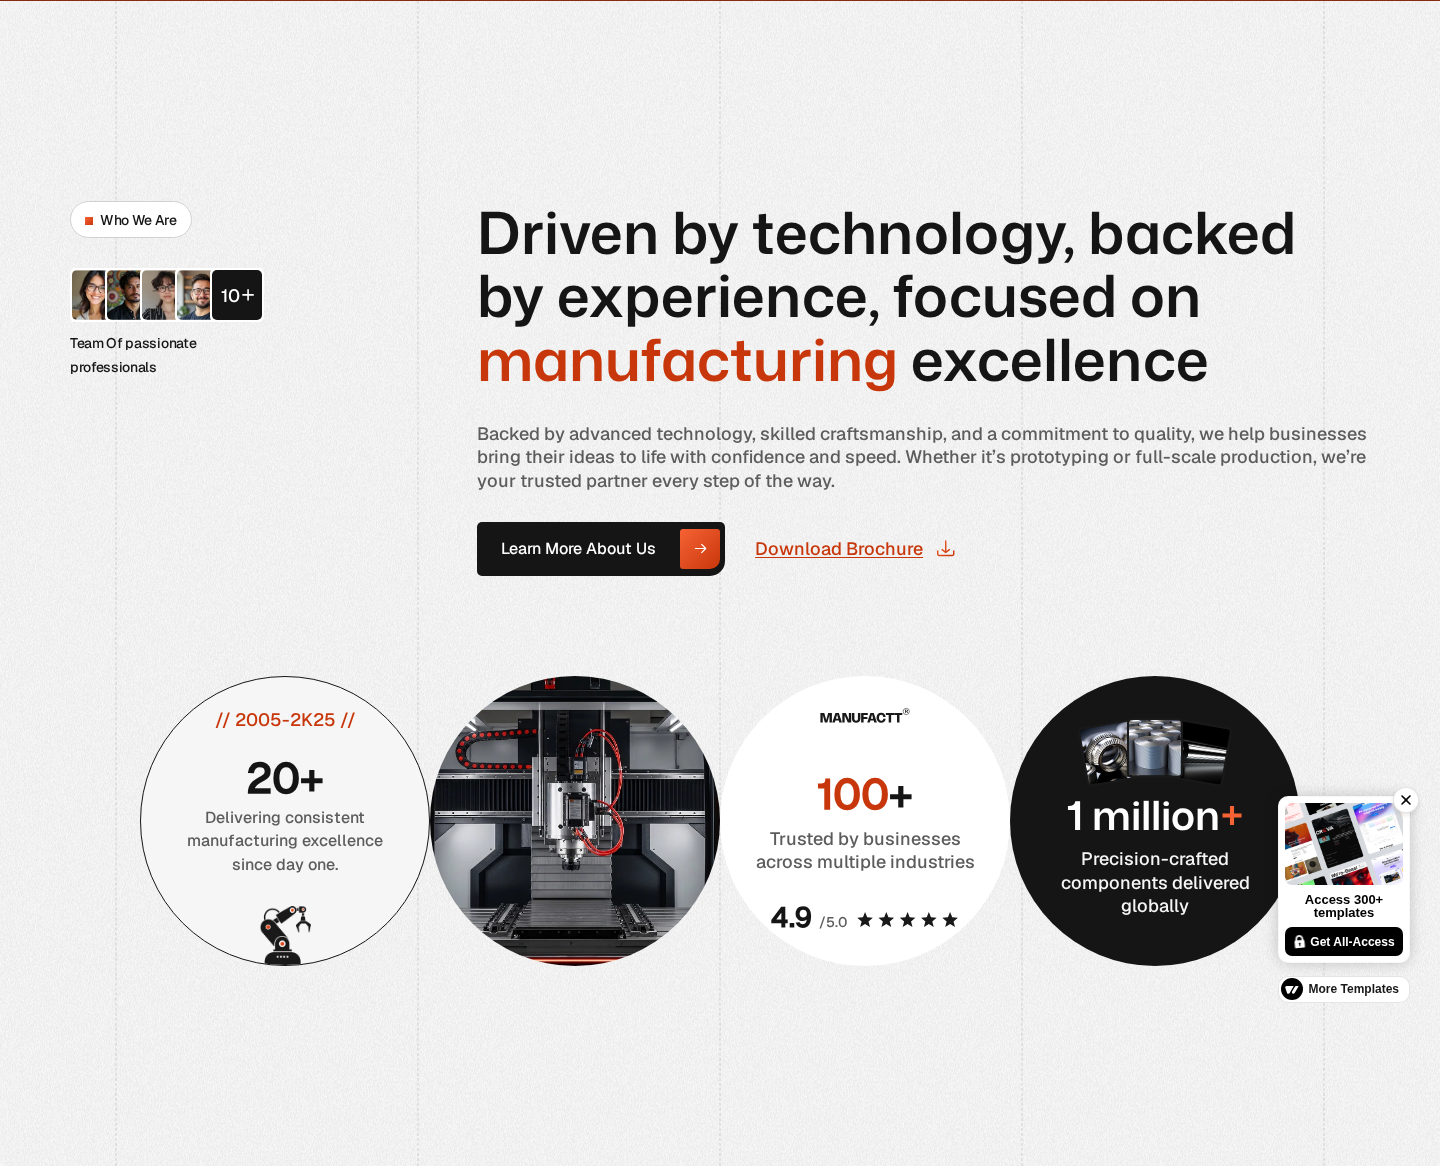 Who We Are
10+
Team Of passionate
professionals
Driven by technology, backed
by experience, focused on
manufacturing excellence
Backed by advanced technology, skilled craftsmanship, and a commitment to quality, we help businesses
bring their ideas to life with confidence and speed. Whether it’s prototyping or full-scale production, we’re
your trusted partner every step of the way.
Learn More About Us
Download Brochure
// 2005-2K25 //
20+
Delivering consistent
manufacturing excellence
since day one.
MANUFACTT®
100+
Trusted by businesses
across multiple industries
4.9 /5.0
1 million+
Precision-crafted
components delivered
globally
Access 300+
templates
Get All-Access
More Templates